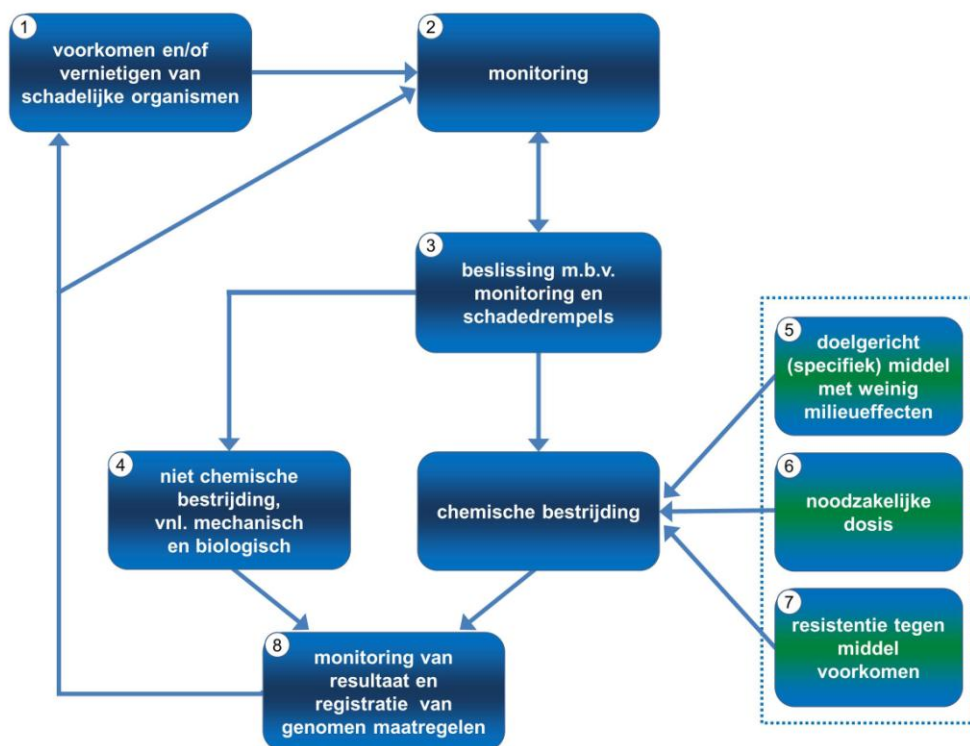 1
voorkomen en/of
vernietigen van
schadelijke organismen
2
monitoring
3
beslissing m.b.v.
monitoring en
schadedrempels
4
niet chemische
bestrijding,
vnl. mechanisch
en biologisch
chemische bestrijding
5
doelgericht
(specifiek) middel
met weinig
milieueffecten
6
noodzakelijke
dosis
7
resistentie tegen
middel
voorkomen
8
monitoring van
resultaat en
registratie van
genomen maatregelen